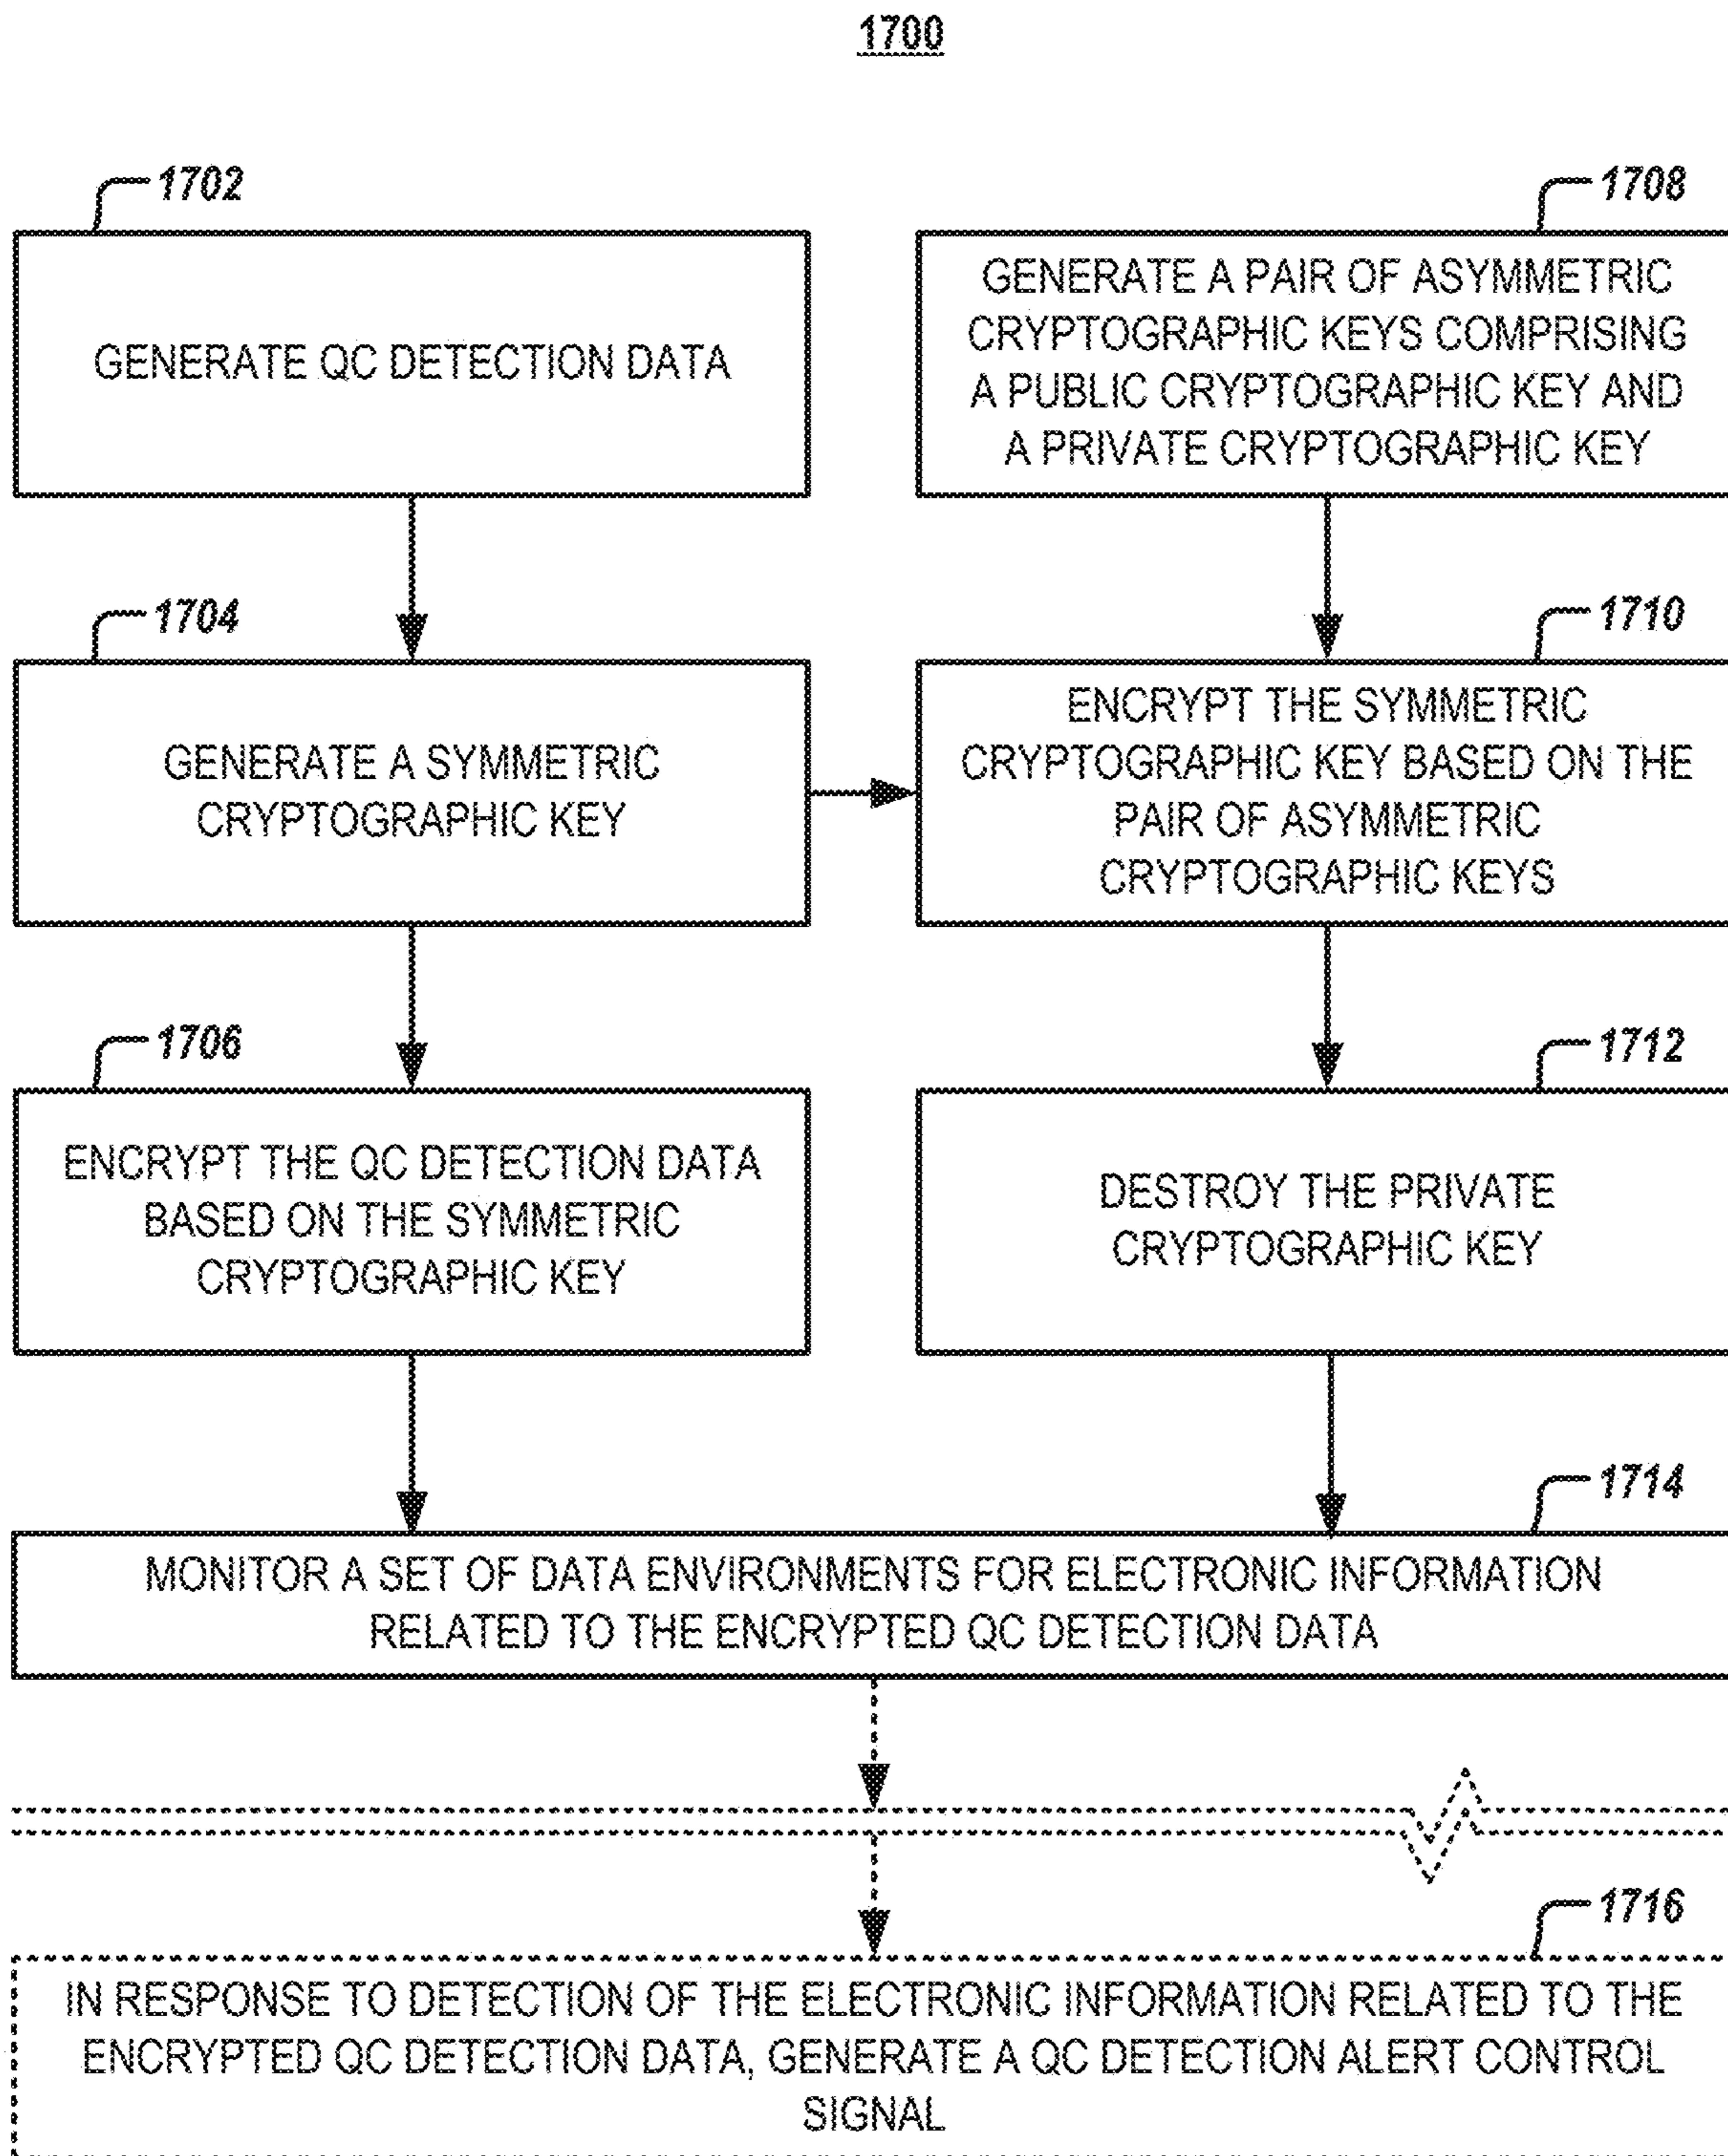 1700
1702
GENERATE QC DETECTION DATA
1708
GENERATE A PAIR OF ASYMMETRIC
CRYPTOGRAPHIC KEYS COMPRISING
A PUBLIC CRYPTOGRAPHIC KEY AND
A PRIVATE CRYPTOGRAPHIC KEY
1704
GENERATE A SYMMETRIC
CRYPTOGRAPHIC KEY
1710
ENCRYPT THE SYMMETRIC
CRYPTOGRAPHIC KEY BASED ON THE
PAIR OF ASYMMETRIC
CRYPTOGRAPHIC KEYS
1706
ENCRYPT THE QC DETECTION DATA
BASED ON THE SYMMETRIC
CRYPTOGRAPHIC KEY
1712
DESTROY THE PRIVATE
CRYPTOGRAPHIC KEY
1714
MONITOR A SET OF DATA ENVIRONMENTS FOR ELECTRONIC INFORMATION
RELATED TO THE ENCRYPTED QC DETECTION DATA
1716
IN RESPONSE TO DETECTION OF THE ELECTRONIC INFORMATION RELATED TO THE
ENCRYPTED QC DETECTION DATA, GENERATE A QC DETECTION ALERT CONTROL
SIGNAL